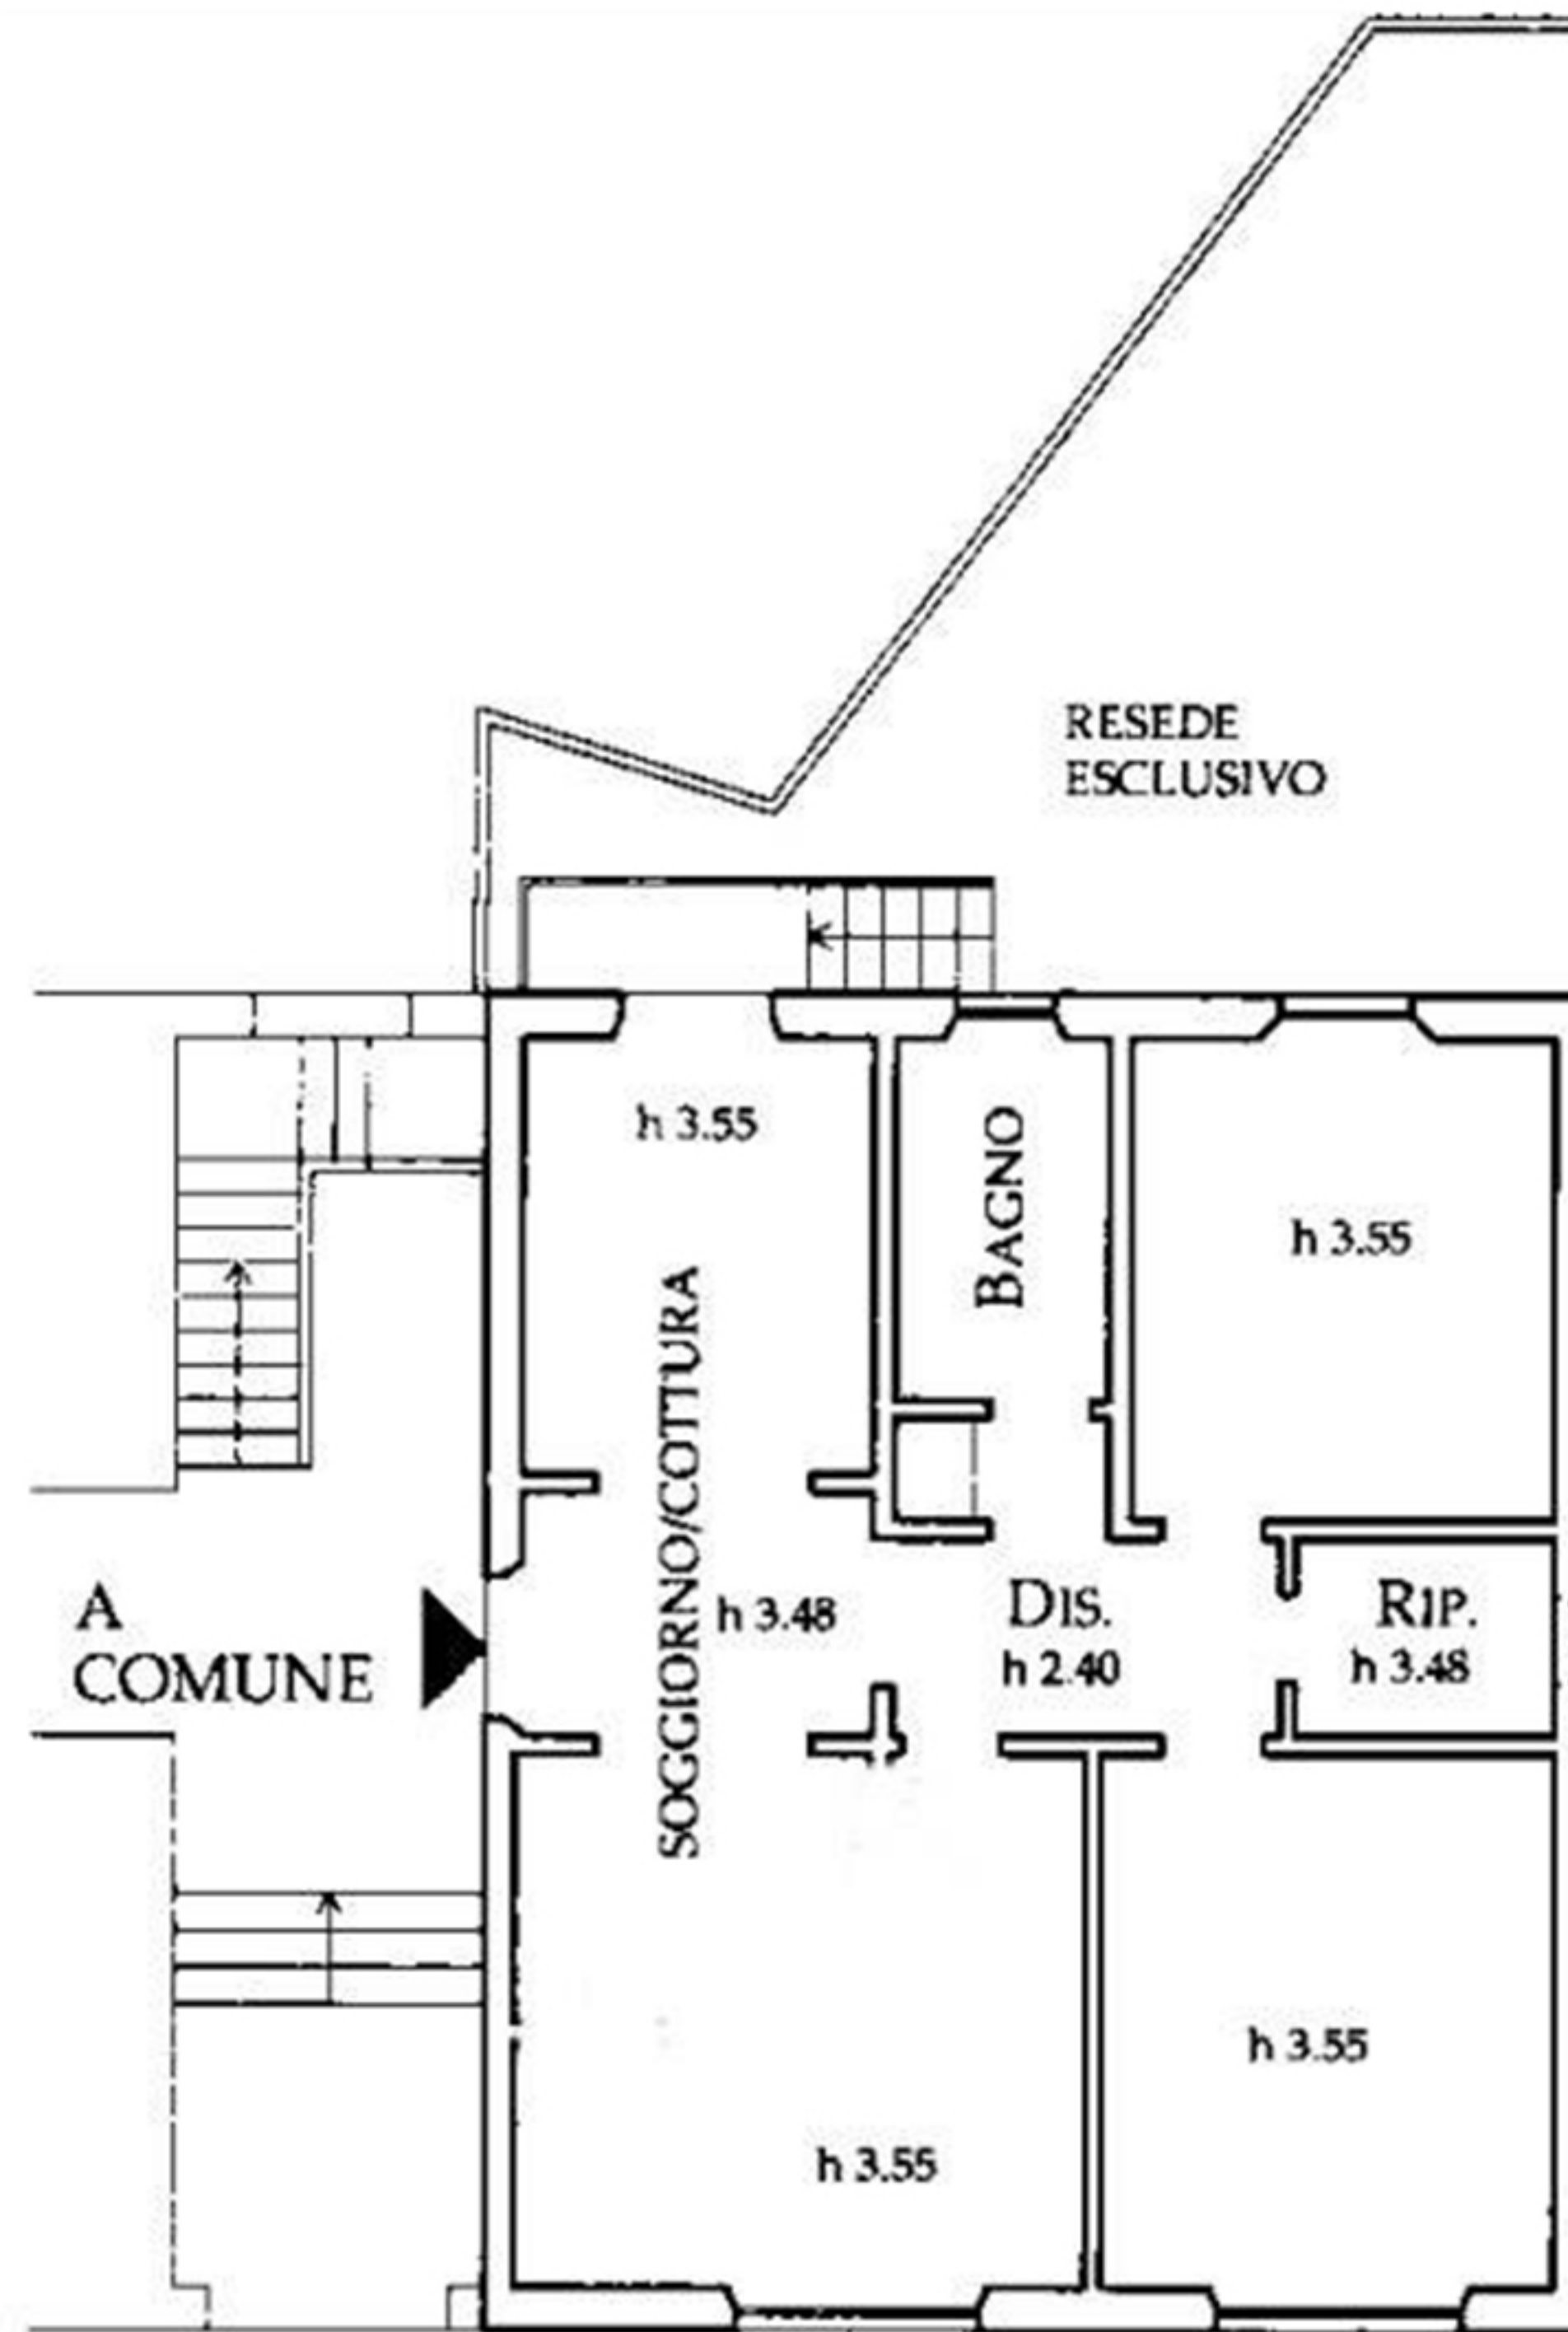 RESEDE
ESCLUSIVO
h 3.55
BAGNO
h 3.55
SOGGIORNO/COTTURA
A
COMUNE
h 3.48
DIS.
h 2.40
RIP.
h 3.48
h 3.55
h 3.55